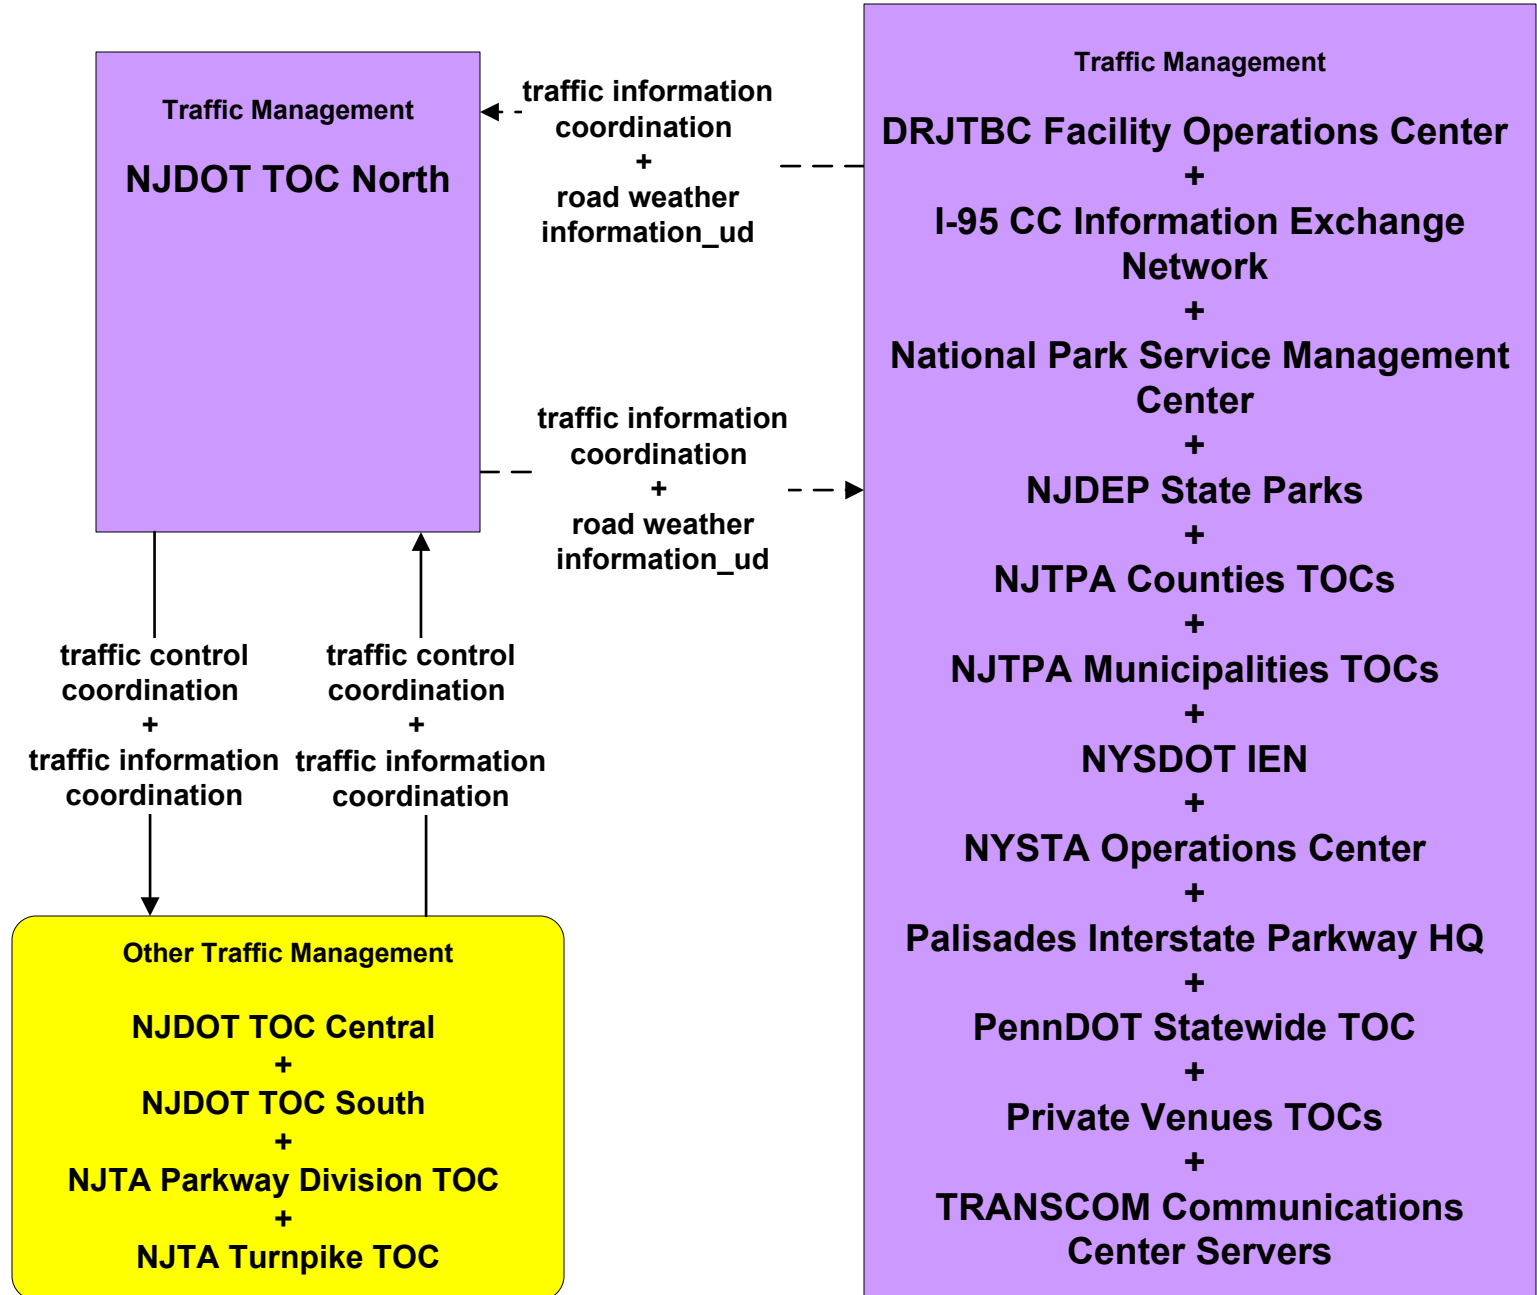 Traffic Management
NJDOT TOC North
traffic information
coordination
+
road weather
information_ud
traffic information
coordination
+
road weather
information_ud
traffic control
coordination
+
traffic information
coordination
traffic control
coordination
+
traffic information
coordination
Other Traffic Management
NJDOT TOC Central
+
NJDOT TOC South
+
NJTA Parkway Division TOC
+
NJTA Turnpike TOC
Traffic Management
DRJTBC Facility Operations Center
+
I-95 CC Information Exchange
Network
+
National Park Service Management
Center
+
NJDEP State Parks
+
NJTPA Counties TOCs
+
NJTPA Municipalities TOCs
+
NYSDOT IEN
+
NYSTA Operations Center
+
Palisades Interstate Parkway HQ
+
PennDOT Statewide TOC
+
Private Venues TOCs
+
TRANSCOM Communications
Center Servers